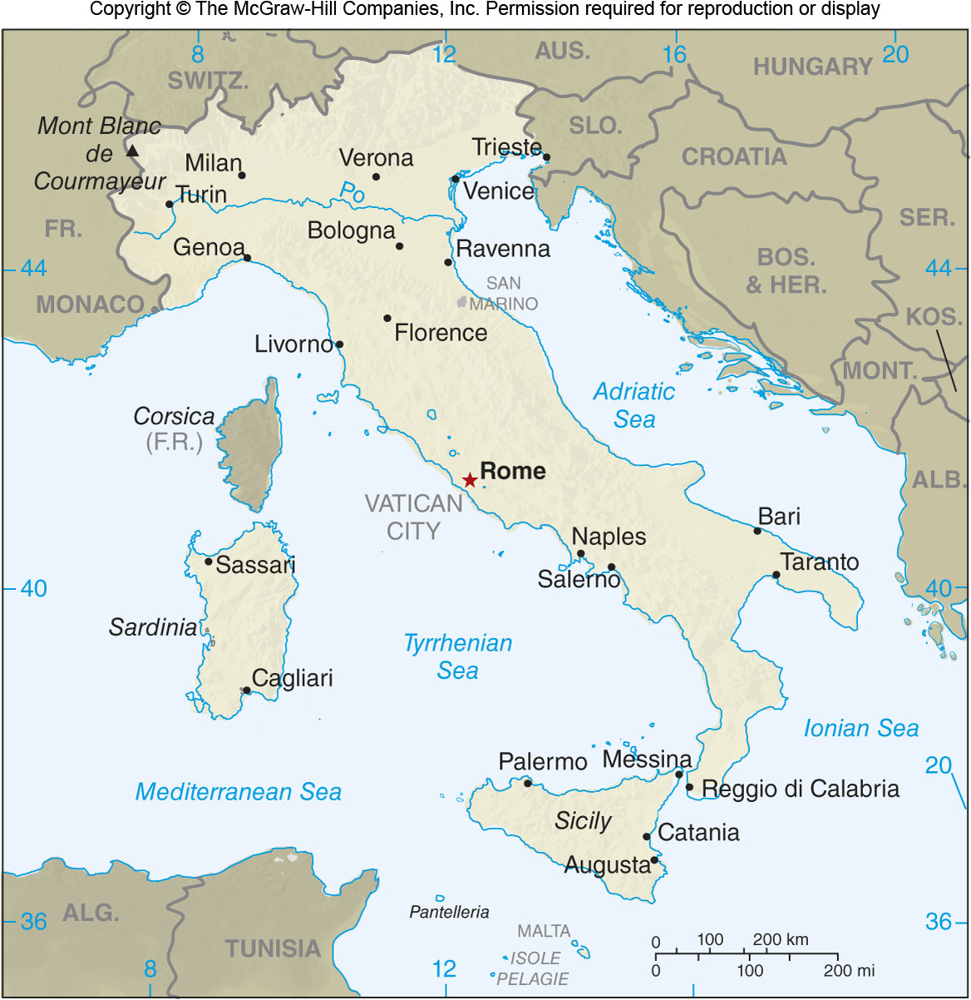 Copyright © The McGraw-Hill Companies, Inc. Permission required for reproduction or display
8
12
16
20
AUS.
HUNGARY
SWITZ.
Mont Blanc
de
Courmayeur
SLO.
Trieste
CROATIA
Milan
Verona
Venice
Turin
Po
FR.
SER.
Bologna
Genoa
Ravenna
BOS.
& HER.
44
44
SAN
MARINO
MONACO
KOS.
Florence
Livorno
MONT.
Adriatic
Sea
Corsica
(F.R.)
Rome
ALB.
VATICAN
CITY
Bari
Naples
Sassari
Taranto
Salerno
40
40
Sardinia
Tyrrhenian
Sea
Cagliari
Ionian Sea
Palermo
Messina
20
Mediterranean Sea
Reggio di Calabria
Sicily
Catania
Augusta
ALG.
Pantelleria
36
36
MALTA
0 100 200 km
TUNISIA
ISOLE
PELAGIE
0 100 200 mi
8
12